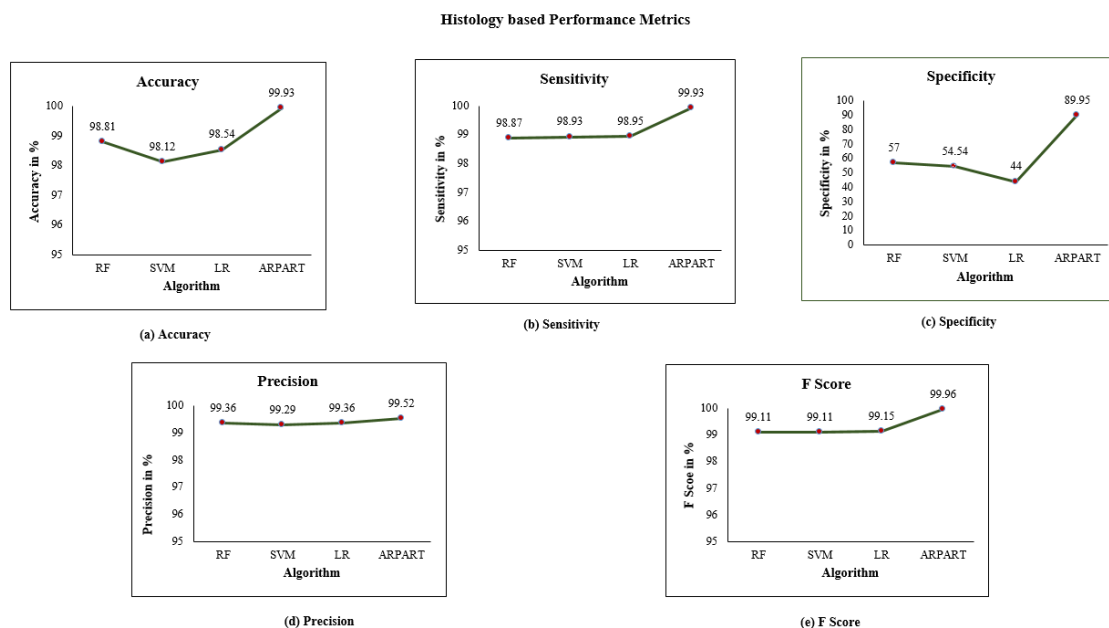 Histology based Performance Metrics
Accuracy
99.93
98.81
98.12
98.54
100
99
98
97
96
95
Accuracy in %
RF SVM LR ARPART
Algorithm
(a) Accuracy
Sensitivity
99.93
98.87
98.93
98.95
100
99
98
97
96
95
Sensitivity in %
RF SVM LR ARPART
Algorithm
(b) Sensitivity
Specificity
89.95
57
54.54
44
100
90
80
70
60
50
40
30
20
10
0
Specificity in %
RF SVM LR ARPART
Algorithm
(c) Specificity
Precision
99.36
99.29
99.36
99.52
100
99
98
97
96
95
Precision in %
RF SVM LR ARPART
Algorithm
(d) Precision
F Score
99.96
99.11
99.11
99.15
100
99
98
97
96
95
F Scoe in %
RF SVM LR ARPART
Algorithm
(e) F Score